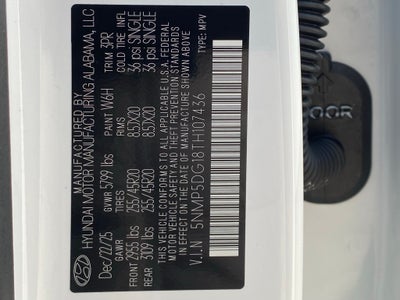 MANUFACTURED BY
HYUNDAI MOTOR MANUFACTURING ALABAMA, LLC
Dec/22/25 GVWR 5799 lbs PAINT W6H TRIM 3DR
GAWR TIRES RIMS COLD TIRE INFL
FRONT 2955 lbs 255/45R20 8.5JX20 36 psi SINGLE
REAR 3109 lbs 255/45R20 8.5JX20 36 psi SINGLE
THIS VEHICLE CONFORMS TO ALL APPLICABLE U.S.A. FEDERAL
MOTOR VEHICLE SAFETY AND THEFT PREVENTION STANDARDS
IN EFFECT ON THE DATE OF MANUFACTURE SHOWN ABOVE.
V.I.N: 5NMP5DG18TH107436 TYPE: MPV